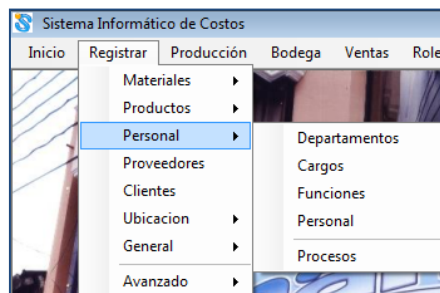 Sistema Informático de Costos
Inicio Registrar Producción Bodega Ventas Role
Materiales
Productos
Personal
Proveedores
Clientes
Ubicacion
General
Avanzado
Departamentos
Cargos
Funciones
Personal
Procesos